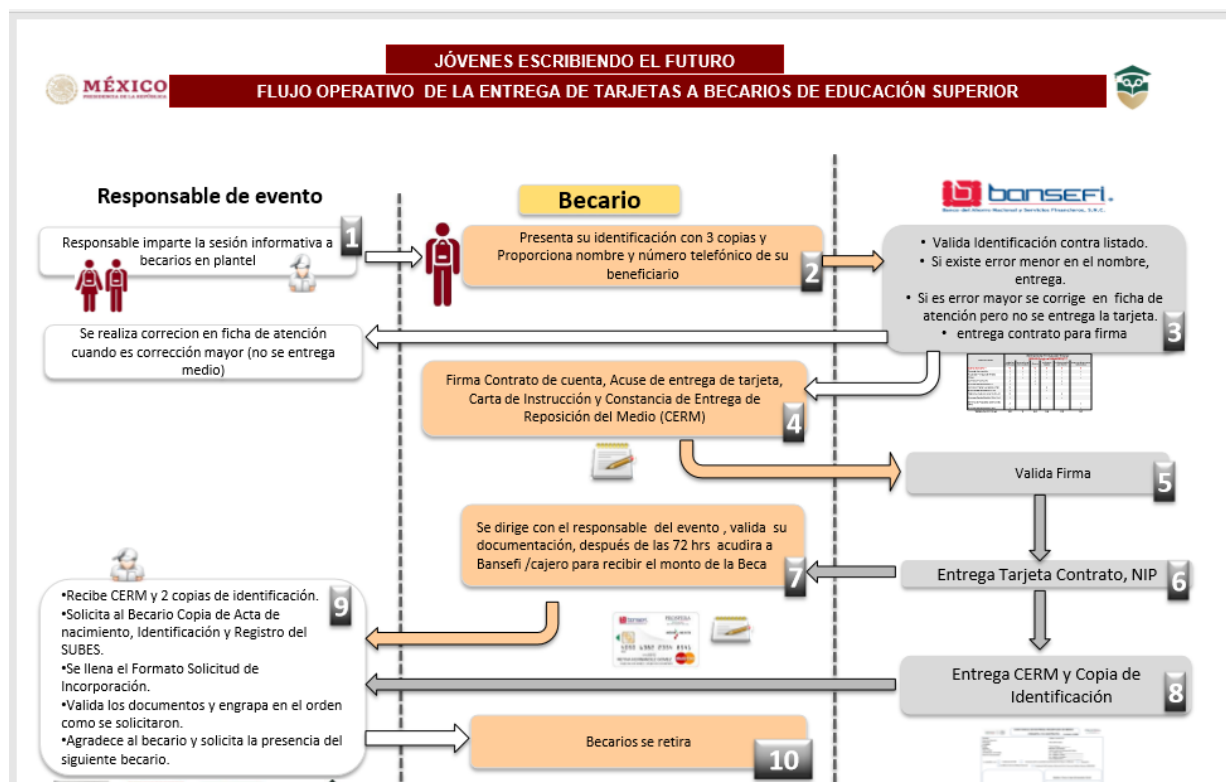 JÓVENES ESCRIBIENDO EL FUTURO
MÉXICO
PRESIDENCIA DE LA REPÚBLICA
FLUJO OPERATIVO DE LA ENTREGA DE TARJETAS A BECARIOS DE EDUCACIÓN SUPERIOR
Responsable de evento
Becario
bansefi.
Banco del Ahorro Nacional y Servicios Financieros, S.N.C.
Responsable imparte la sesión informativa a
becarios en plantel
1
Presenta su identificación con 3 copias y
Proporciona nombre y número telefónico de su
beneficiario
2
• Valida Identificación contra listado.
• Si existe error menor en el nombre,
entrega.
• Si es error mayor se corrige en ficha de
atención pero no se entrega la tarjeta.
• entrega contrato para firma
3
Se realiza correcion en ficha de atención
cuando es corrección mayor (no se entrega
medio)
Firma Contrato de cuenta, Acuse de entrega de tarjeta,
Carta de Instrucción y Constancia de Entrega de
Reposición del Medio (CERM)
4
Valida Firma
5
Entrega Tarjeta Contrato, NIP
6
Se dirige con el responsable del evento , valida su
documentación, después de las 72 hrs acudira a
Bansefi /cajero para recibir el monto de la Beca
7
Entrega CERM y Copia de
Identificación
8
•Recibe CERM y 2 copias de identificación.
•Solicita al Becario Copia de Acta de
nacimiento, Identificación y Registro del
SUBES.
•Se llena el Formato Solicitud de
Incorporación.
•Valida los documentos y engrapa en el orden
como se solicitaron.
•Agradece al becario y solicita la presencia del
siguiente becario.
9
Becarios se retira
10